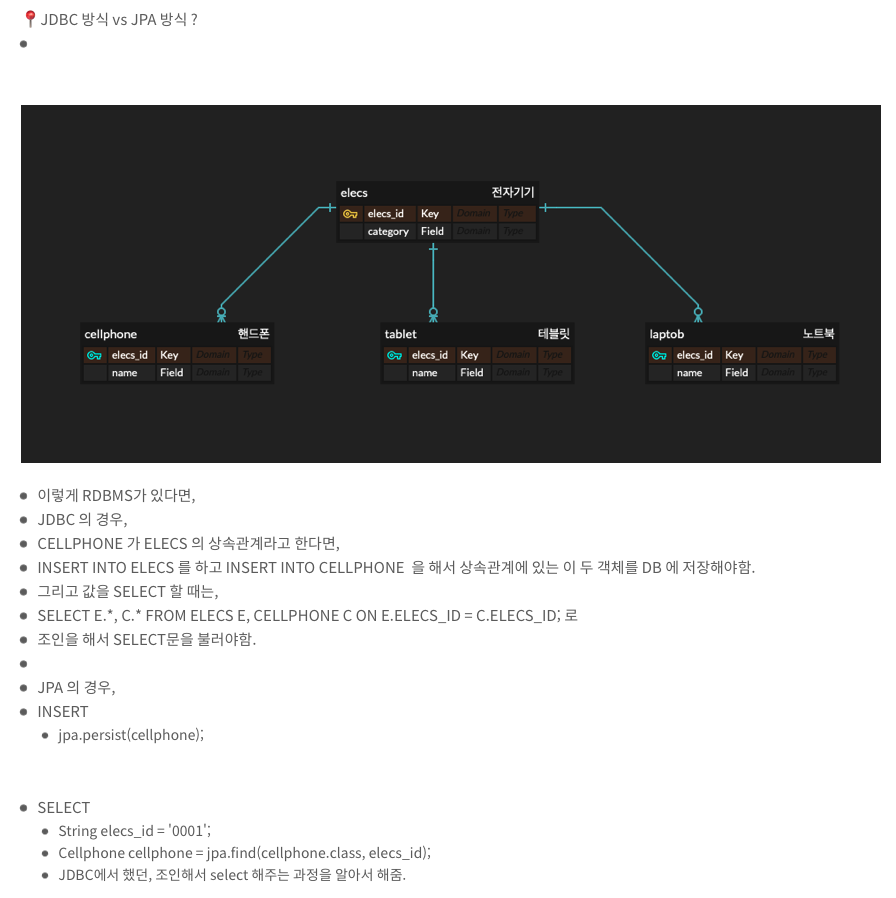 📍JDBC 방식 vs JPA 방식 ?
elecs 전자기기
elecs_id Key Domain Type
category Field Domain Type
cellphone 핸드폰
elecs_id Key Domain Type
name Field Domain Type
tablet 테블릿
elecs_id Key Domain Type
name Field Domain Type
laptob 노트북
elecs_id Key Domain Type
name Field Domain Type
이렇게 RDBMS가 있다면,
JDBC 의 경우,
CELLPHONE 가 ELECS 의 상속관계라고 한다면,
INSERT INTO ELECS 를 하고 INSERT INTO CELLPHONE 을 해서 상속관계에 있는 이 두 객체를 DB 에 저장해야함.
그리고 값을 SELECT 할 때는,
SELECT E.*, C.* FROM ELECS E, CELLPHONE C ON E.ELECS_ID = C.ELECS_ID; 로
조인을 해서 SELECT문을 불러야함.
JPA 의 경우,
INSERT
jpa.persist(cellphone);
SELECT
String elecs_id = '0001';
Cellphone cellphone = jpa.find(cellphone.class, elecs_id);
JDBC에서 했던, 조인해서 select 해주는 과정을 알아서 해줌.